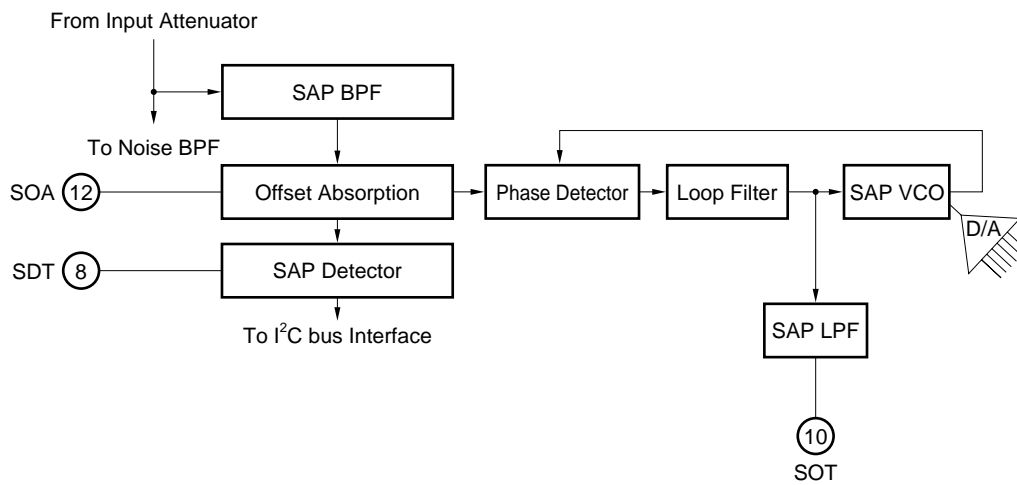 From Input Attenuator
SAP BPF
To Noise BPF
SOA 12
Offset Absorption
Phase Detector
Loop Filter
SAP VCO
D/A
SDT 8
SAP Detector
To I²C bus Interface
SAP LPF
10
SOT